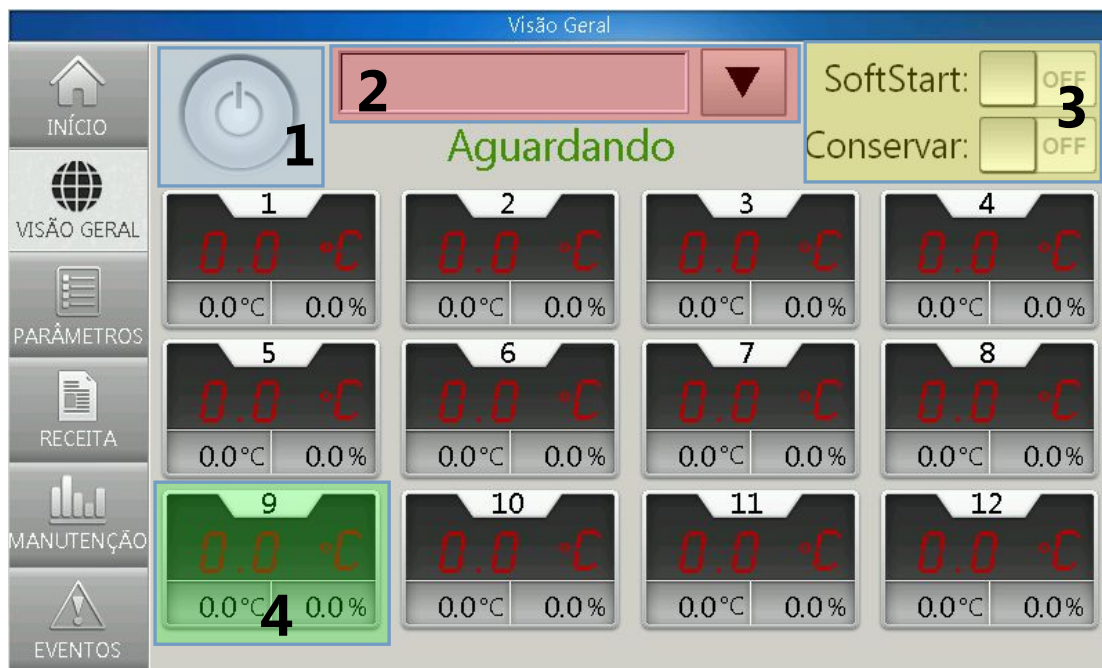 Visão Geral
INÍCIO
VISÃO GERAL
PARÂMETROS
RECEITA
MANUTENÇÃO
EVENTOS
1
2
SoftStart: OFF
3
Conservar: OFF
Aguardando
1 2 3 4
0.0 °C 0.0 °C 0.0 °C 0.0 °C
0.0°C 0.0% 0.0°C 0.0% 0.0°C 0.0% 0.0°C 0.0%
5 6 7 8
0.0 °C 0.0 °C 0.0 °C 0.0 °C
0.0°C 0.0% 0.0°C 0.0% 0.0°C 0.0% 0.0°C 0.0%
9 10 11 12
0.0 °C 0.0 °C 0.0 °C 0.0 °C
0.0°C 0.0% 0.0°C 0.0% 0.0°C 0.0% 0.0°C 0.0%
4